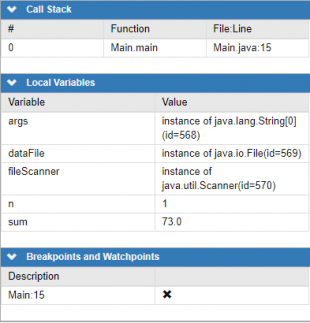 Call Stack
# Function File:Line
0 Main.main Main.java:15
Local Variables
Variable Value
args instance of java.lang.String[0]
(id=568)
dataFile instance of java.io.File(id=569)
fileScanner instance of
java.util.Scanner(id=570)
n 1
sum 73.0
Breakpoints and Watchpoints
Description
Main:15